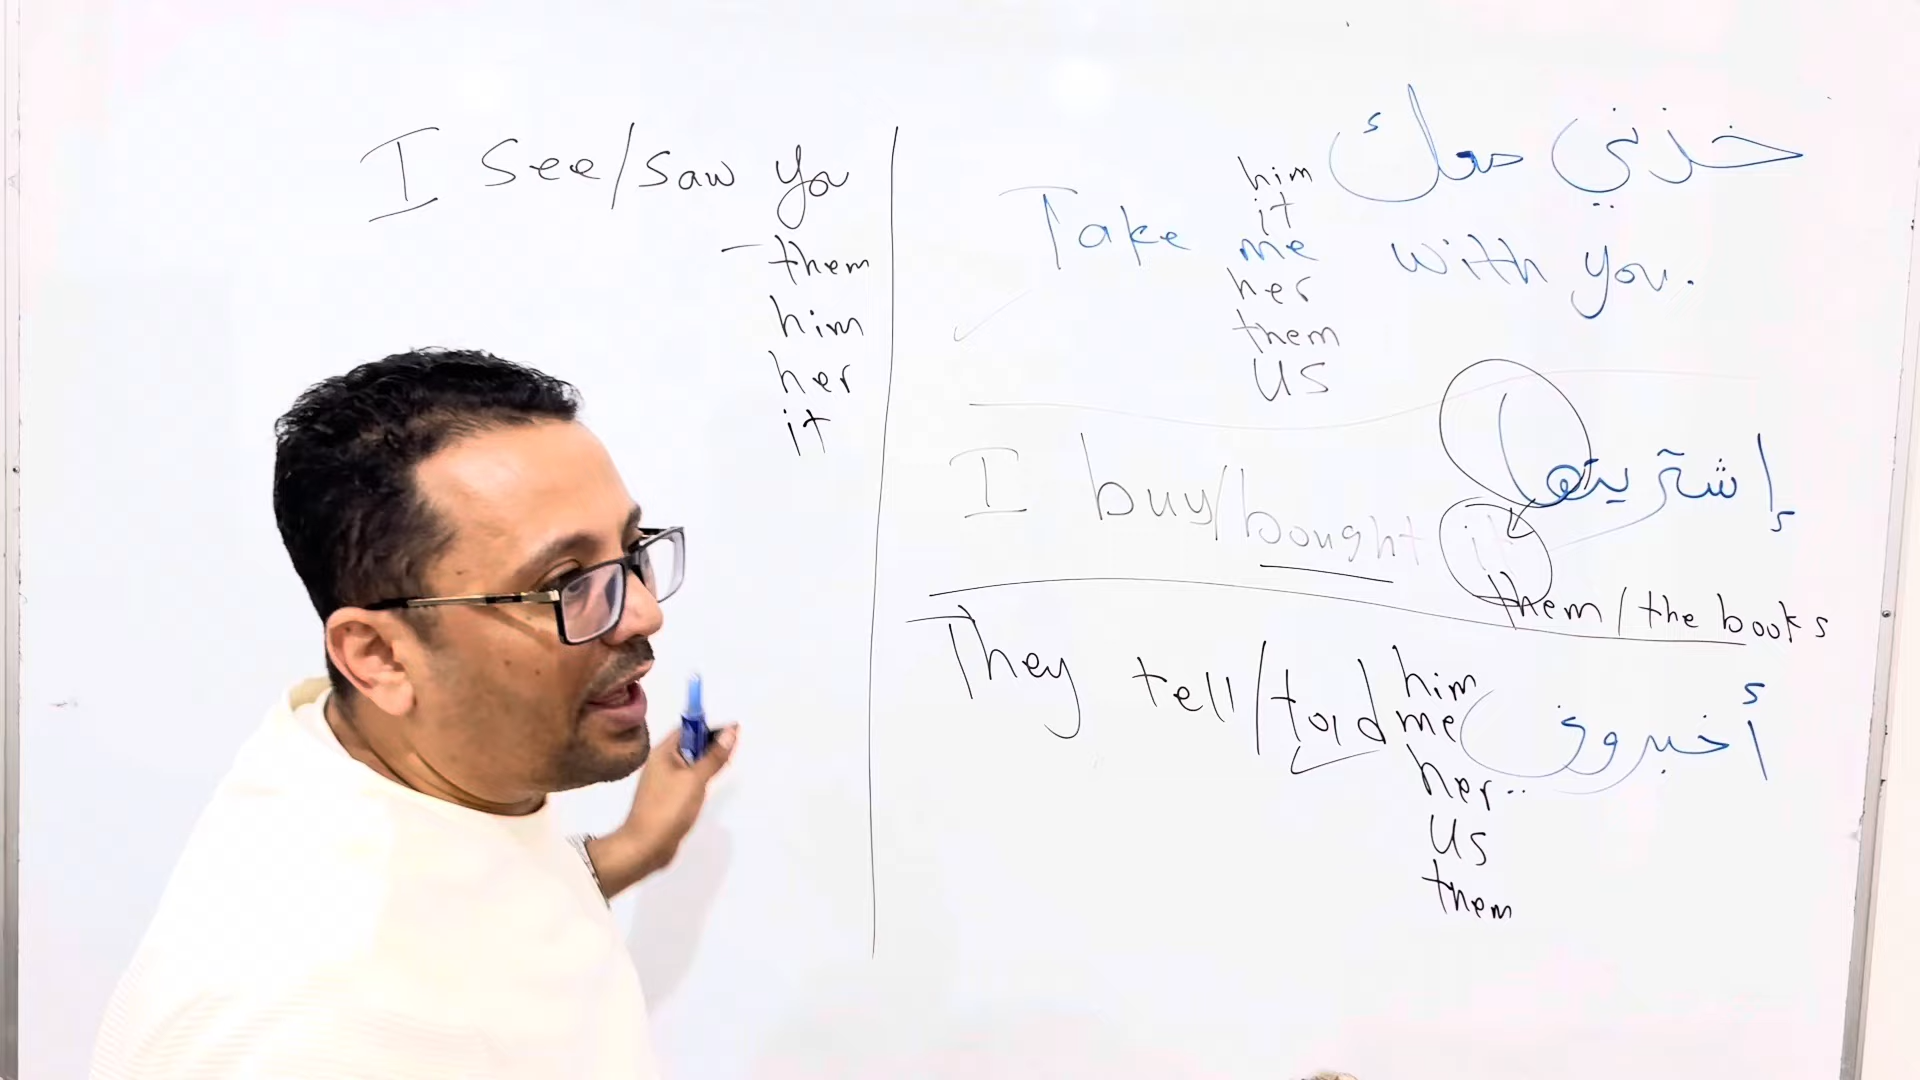 I see/saw you
them
him
her
it
خذني معك
him
it
Take me with you.
her
them
us
إشتريتها
I buy/bought it
them/the books
They tell/told him
me
أخبروني
her
us
them